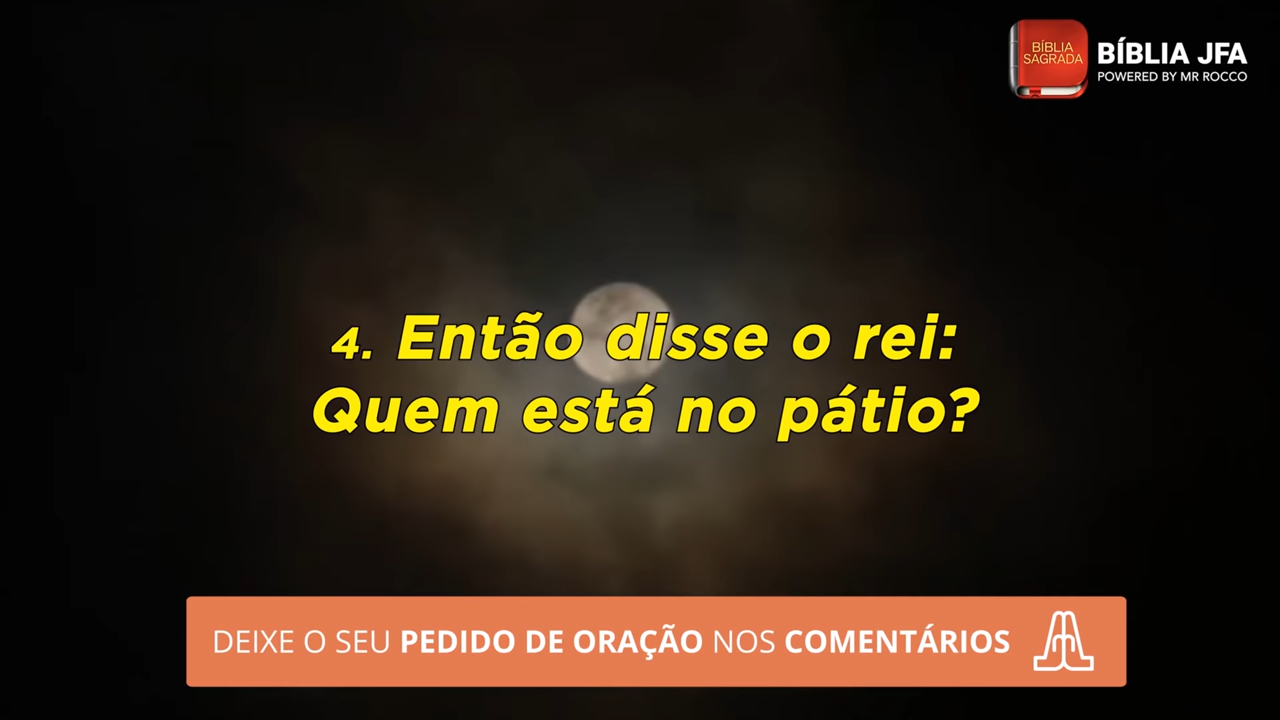 BÍBLIA
SAGRADA
BÍBLIA JFA
POWERED BY MR ROCCO
4. Então disse o rei:
Quem está no pátio?
DEIXE O SEU PEDIDO DE ORAÇÃO NOS COMENTÁRIOS